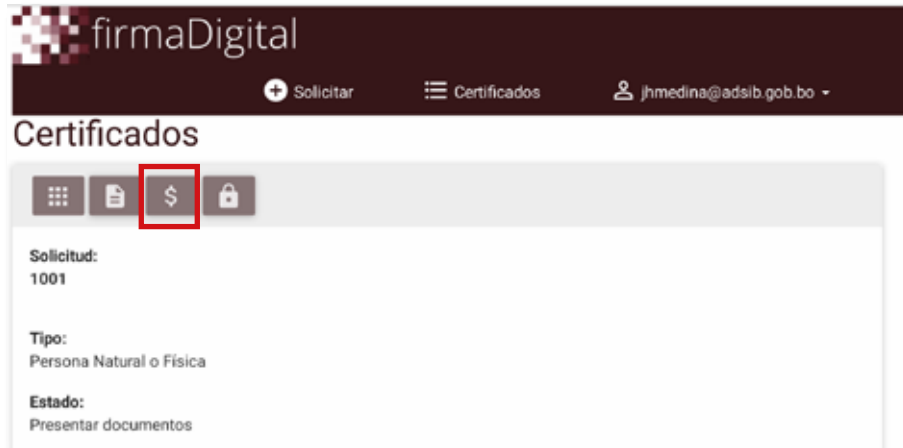 firmaDigital
Solicitar Certificados jhmedina@adsib.gob.bo
Certificados
$
Solicitud:
1001
Tipo:
Persona Natural o Física
Estado:
Presentar documentos